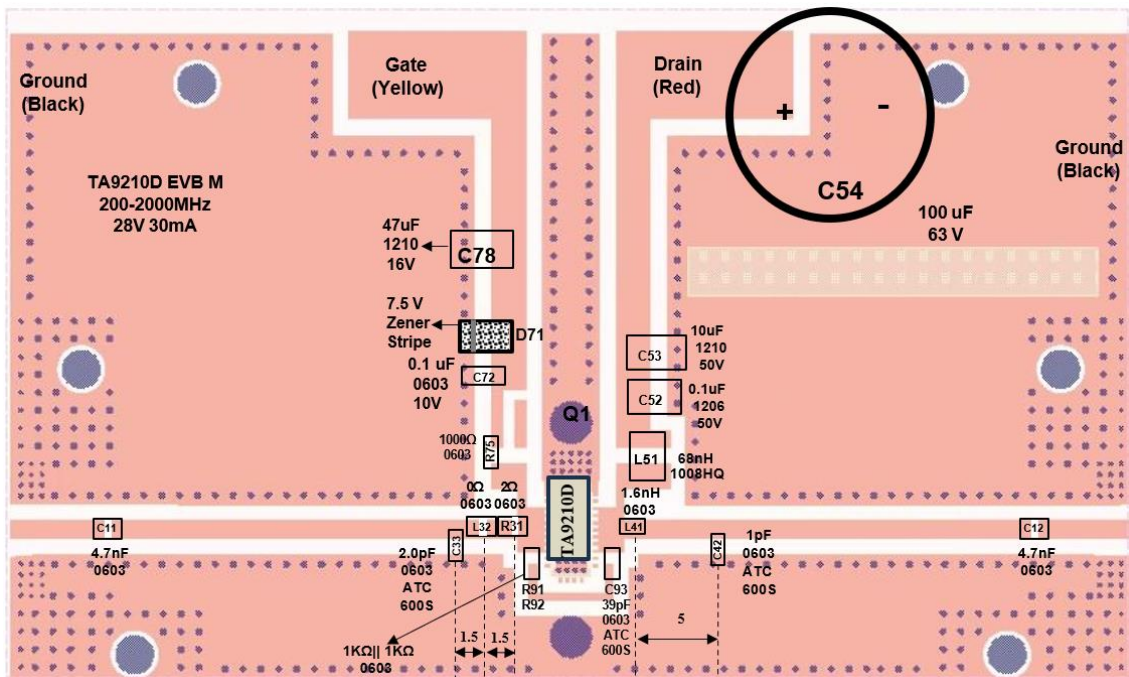 Ground
(Black)
Gate
(Yellow)
Drain
(Red)
+
-
C54
Ground
(Black)
TA9210D EVB M
200-2000MHz
28V 30mA
100 uF
63 V
47uF
1210
16V
C78
7.5 V
Zener
Stripe
D71
0.1 uF
0603
10V
C72
10uF
1210
50V
C53
0.1uF
1206
50V
C52
Q1
1000Ω
0603
R75
L51
68nH
1008HQ
0Ω
0603
2Ω
0603
TA9210D
1.6nH
0603
C11
4.7nF
0603
C33
L32
R31
L41
C42
C12
4.7nF
0603
2.0pF
0603
ATC
600S
1pF
0603
ATC
600S
R91
R92
C93
39pF
0603
ATC
600S
1.5
1.5
5
1KΩ|| 1KΩ
0603